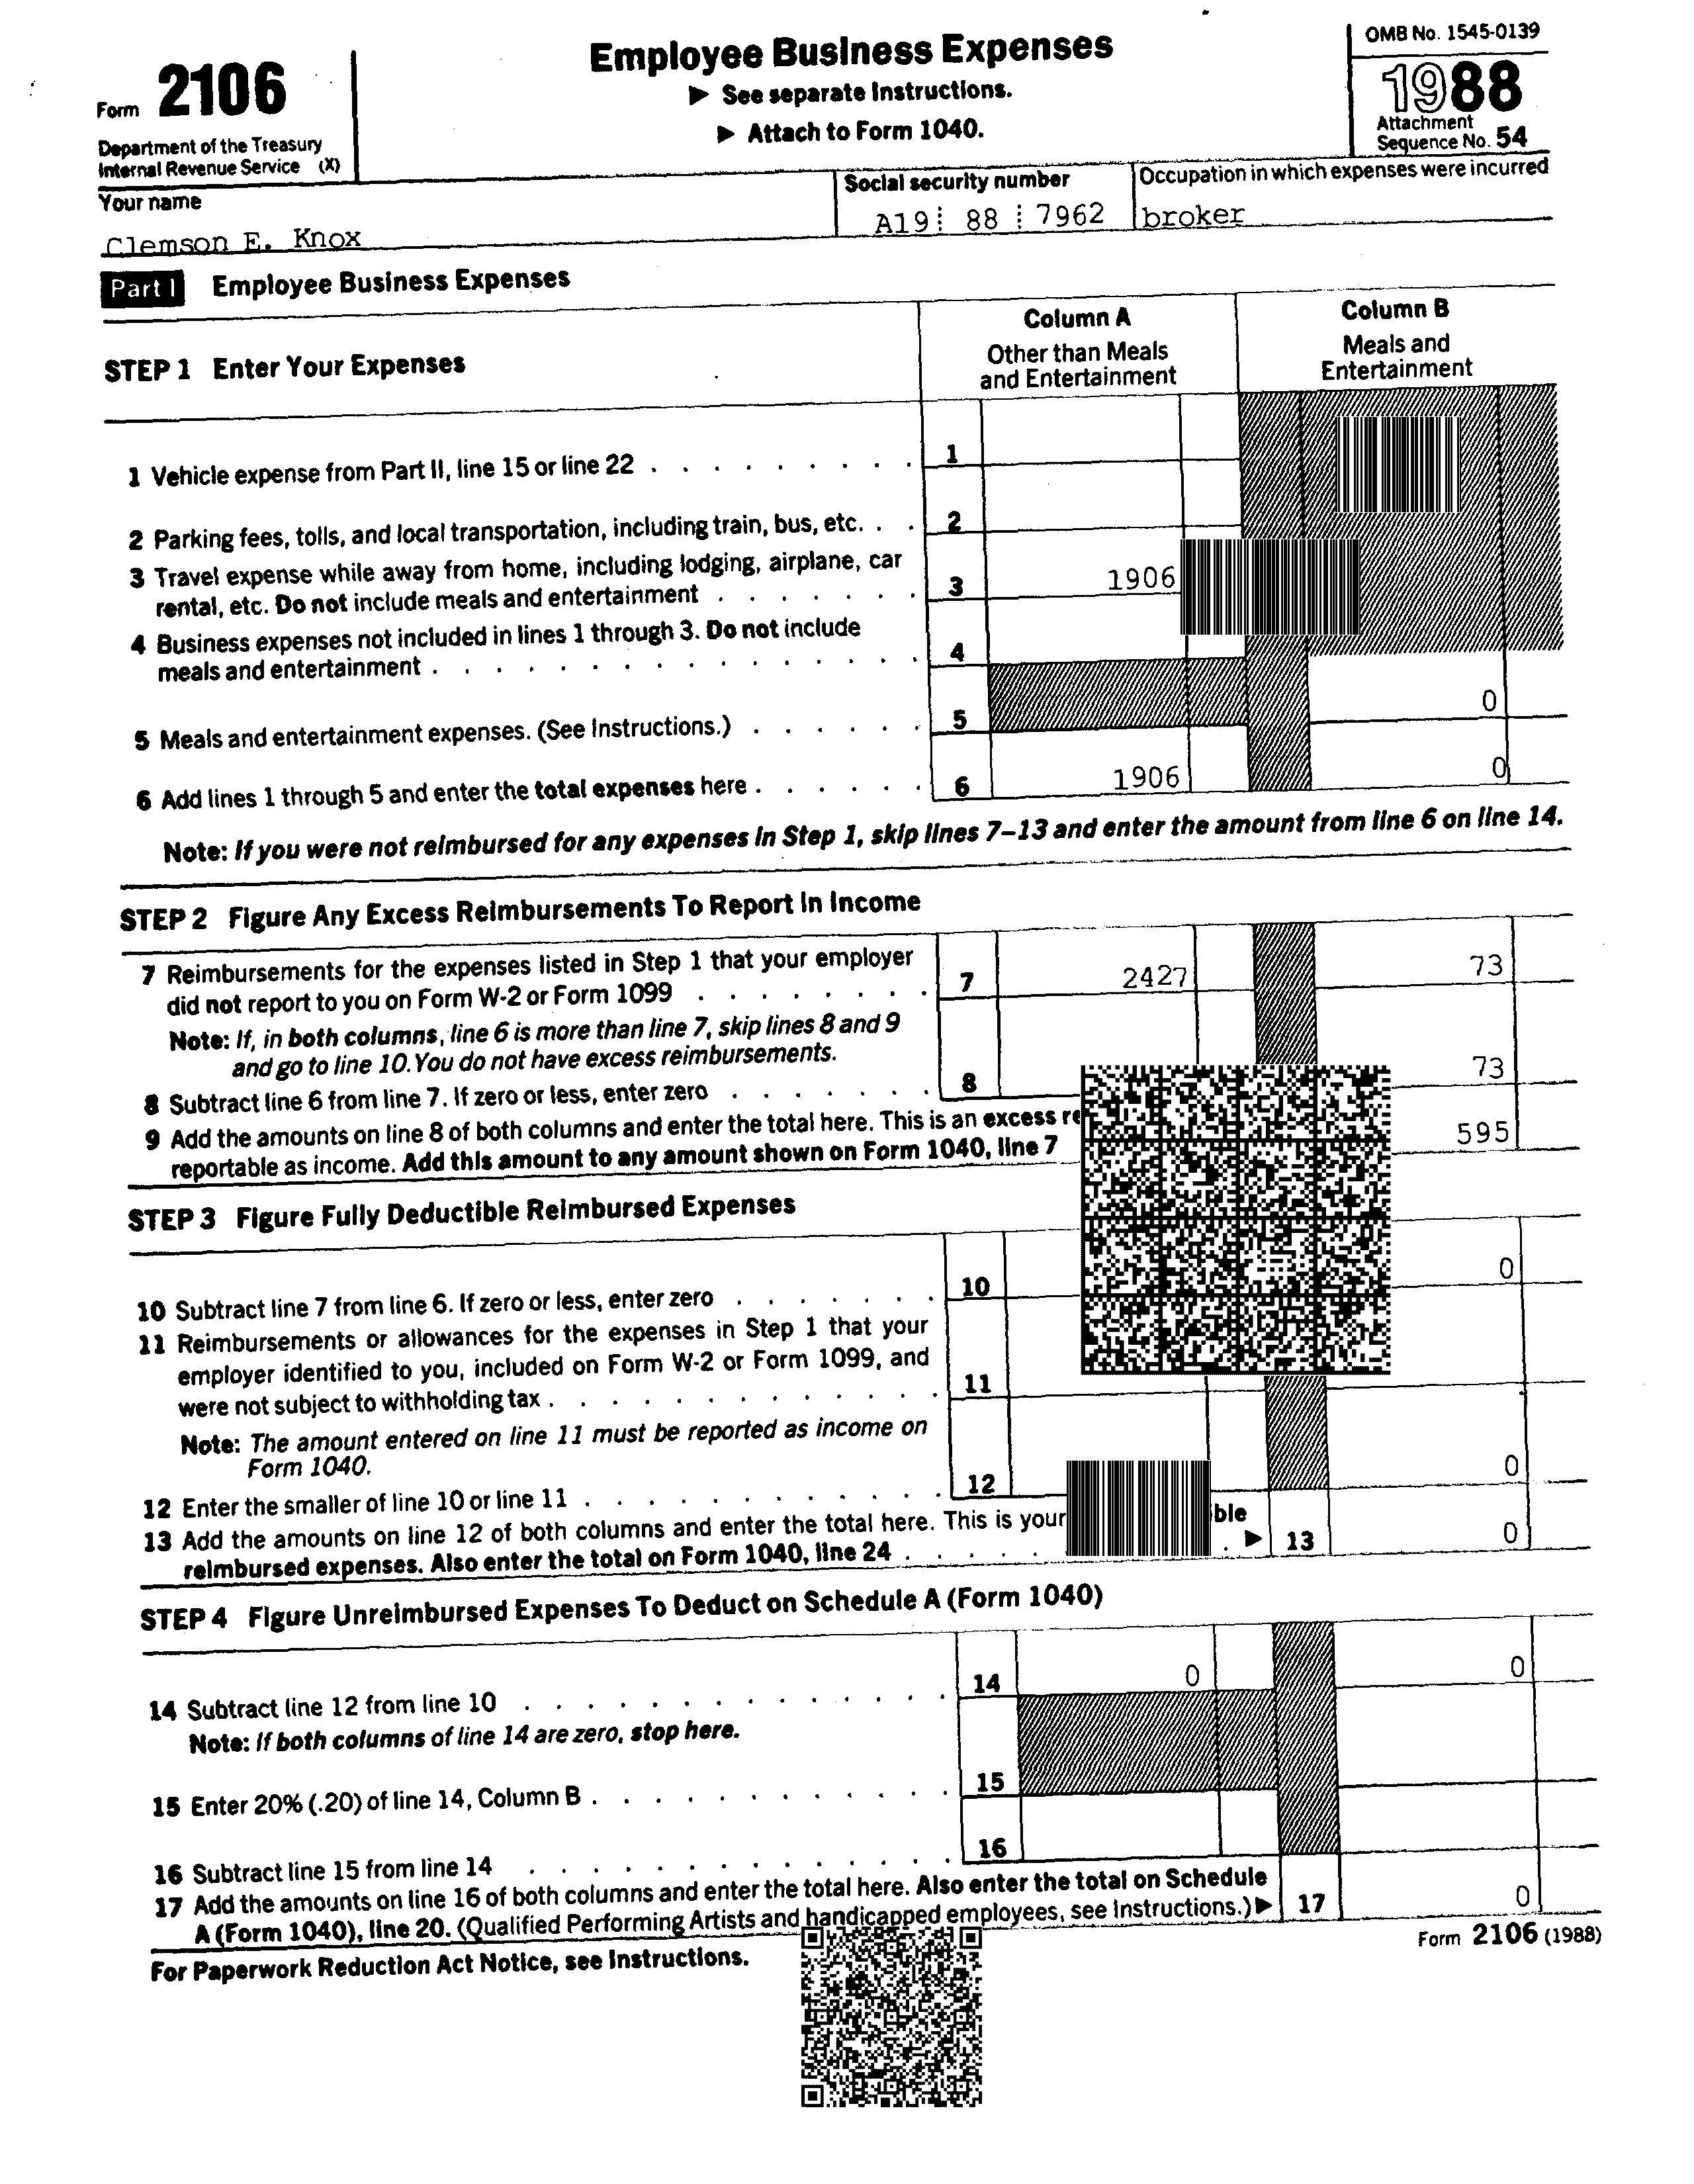 Form 2106
Department of the Treasury
Internal Revenue Service (X)
Employee Business Expenses
▶ See separate Instructions.
▶ Attach to Form 1040.
OMB No. 1545-0139
1988
Attachment
Sequence No. 54
Your name
Clemson E. Knox
Social security number
A19 88 7962
Occupation in which expenses were incurred
broker
Part I Employee Business Expenses
STEP 1 Enter Your Expenses
Column A
Other than Meals
and Entertainment
Column B
Meals and
Entertainment
1 Vehicle expense from Part II, line 15 or line 22 . . . . . . . . . 1
2 Parking fees, tolls, and local transportation, including train, bus, etc. . . 2
3 Travel expense while away from home, including lodging, airplane, car
rental, etc. Do not include meals and entertainment . . . . . . . 3 1906
4 Business expenses not included in lines 1 through 3. Do not include
meals and entertainment . . . . . . . . . . . . . . . 4
5 Meals and entertainment expenses. (See Instructions.) . . . . . . 5 0
6 Add lines 1 through 5 and enter the total expenses here . . . . . . 6 1906 0
Note: If you were not reimbursed for any expenses in Step 1, skip lines 7–13 and enter the amount from line 6 on line 14.
STEP 2 Figure Any Excess Reimbursements To Report in Income
7 Reimbursements for the expenses listed in Step 1 that your employer
did not report to you on Form W-2 or Form 1099 . . . . . . . . 7 2427 73
Note: If, in both columns, line 6 is more than line 7, skip lines 8 and 9
and go to line 10. You do not have excess reimbursements.
8 Subtract line 6 from line 7. If zero or less, enter zero . . . . . . . 8 73
9 Add the amounts on line 8 of both columns and enter the total here. This is an excess
reportable as income. Add this amount to any amount shown on Form 1040, line 7 595
STEP 3 Figure Fully Deductible Reimbursed Expenses
10 Subtract line 7 from line 6. If zero or less, enter zero . . . . . . . 10 0
11 Reimbursements or allowances for the expenses in Step 1 that your
employer identified to you, included on Form W-2 or Form 1099, and
were not subject to withholding tax . . . . . . . . . . . . 11
Note: The amount entered on line 11 must be reported as income on
Form 1040.
12 Enter the smaller of line 10 or line 11 . . . . . . . . . . . 12 0
13 Add the amounts on line 12 of both columns and enter the total here. This is your
reimbursed expenses. Also enter the total on Form 1040, line 24 . . . . . . ▶ 13 0
STEP 4 Figure Unreimbursed Expenses To Deduct on Schedule A (Form 1040)
14 Subtract line 12 from line 10 . . . . . . . . . . . . . 14 0 0
Note: If both columns of line 14 are zero, stop here.
15 Enter 20% (.20) of line 14, Column B . . . . . . . . . . . 15
16 Subtract line 15 from line 14 . . . . . . . . . . . . . 16
17 Add the amounts on line 16 of both columns and enter the total here. Also enter the total on Schedule
A (Form 1040), line 20. (Qualified Performing Artists and handicapped employees, see Instructions.) ▶ 17 0
For Paperwork Reduction Act Notice, see Instructions.
Form 2106 (1988)